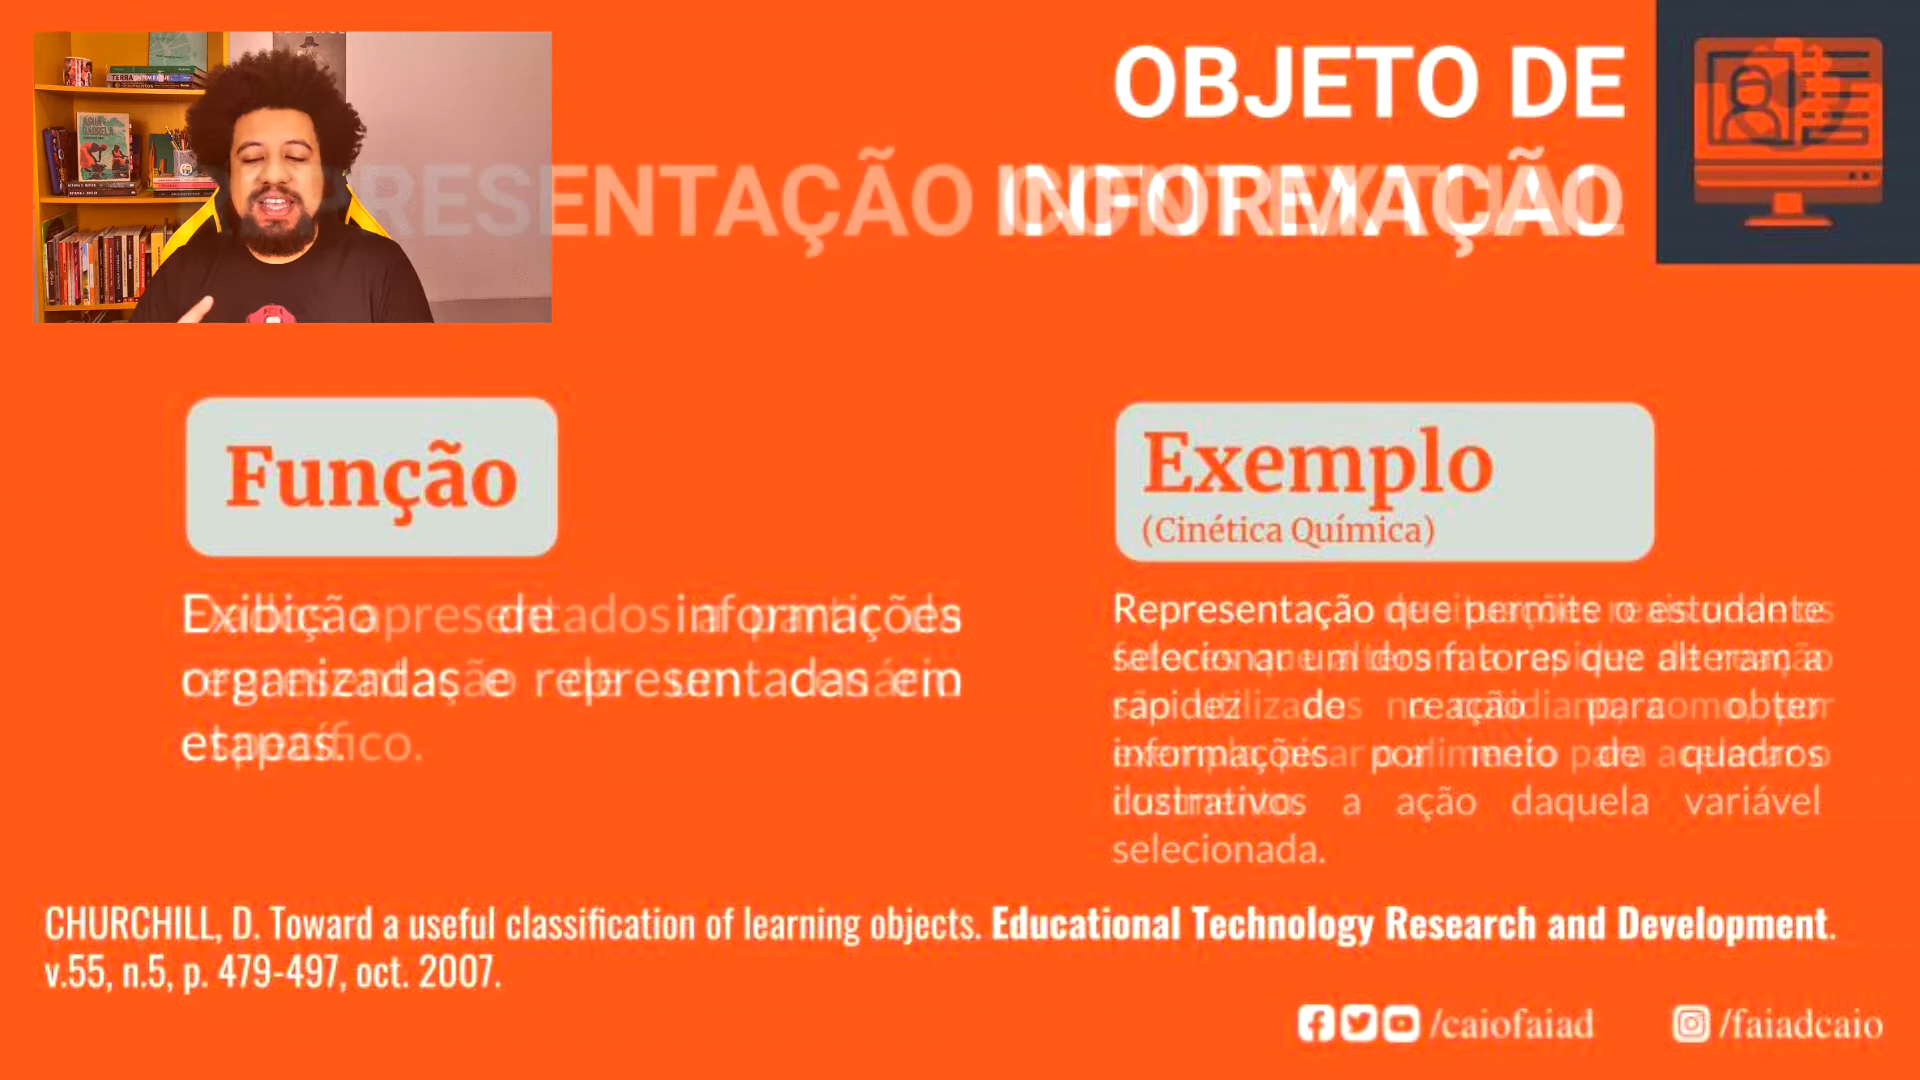 OBJETO DE
INFORMAÇÃO
REPRESENTAÇÃO CONTEXTUAL
TERRA
Função
Exemplo
(Cinética Química)
Exibição de informações
organizadas e representadas em
etapas.
Representação que permite o estudante
selecionar um dos fatores que alteram a
rapidez de reação para obter
informações por meio de quadros
ilustrativos a ação daquela variável
selecionada.
CHURCHILL, D. Toward a useful classification of learning objects. Educational Technology Research and Development.
v.55, n.5, p. 479-497, oct. 2007.
/caiofaiad
/faiadcaio